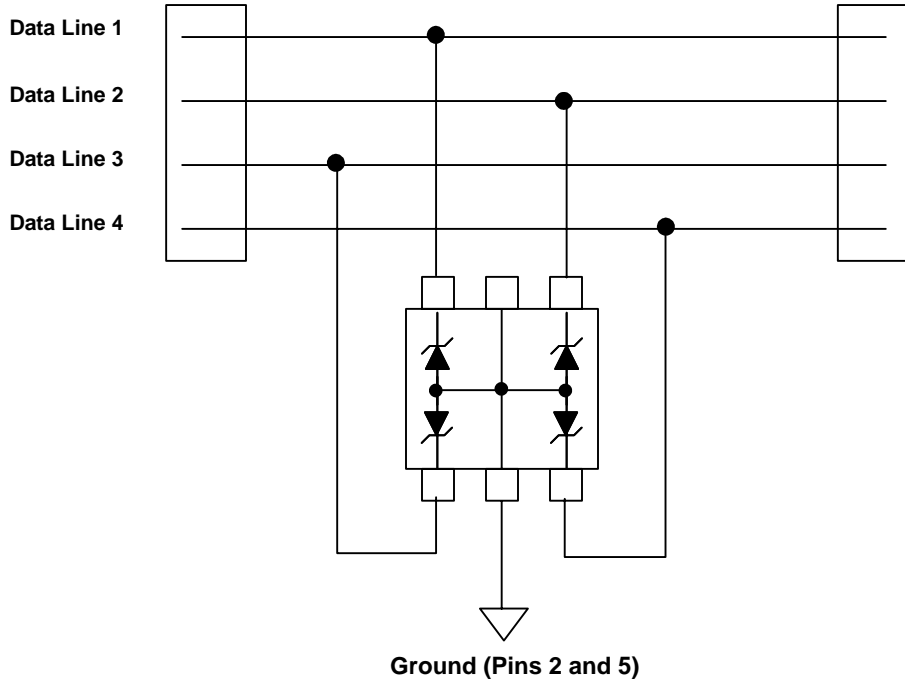 Data Line 1
Data Line 2
Data Line 3
Data Line 4
Ground (Pins 2 and 5)